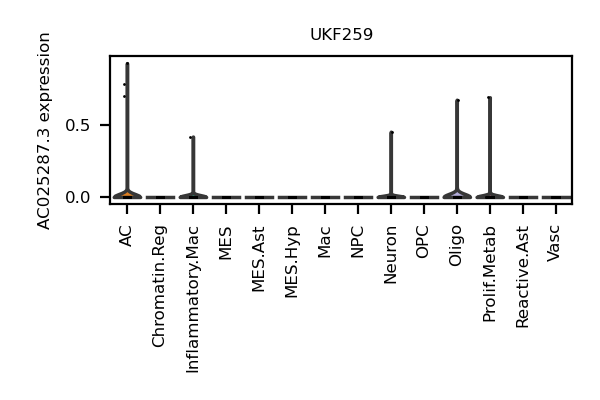 UKF259
AC025287.3 expression
0.5
0.0
AC
Chromatin.Reg
Inflammatory.Mac
MES
MES.Ast
MES.Hyp
Mac
NPC
Neuron
OPC
Oligo
Prolif.Metab
Reactive.Ast
Vasc